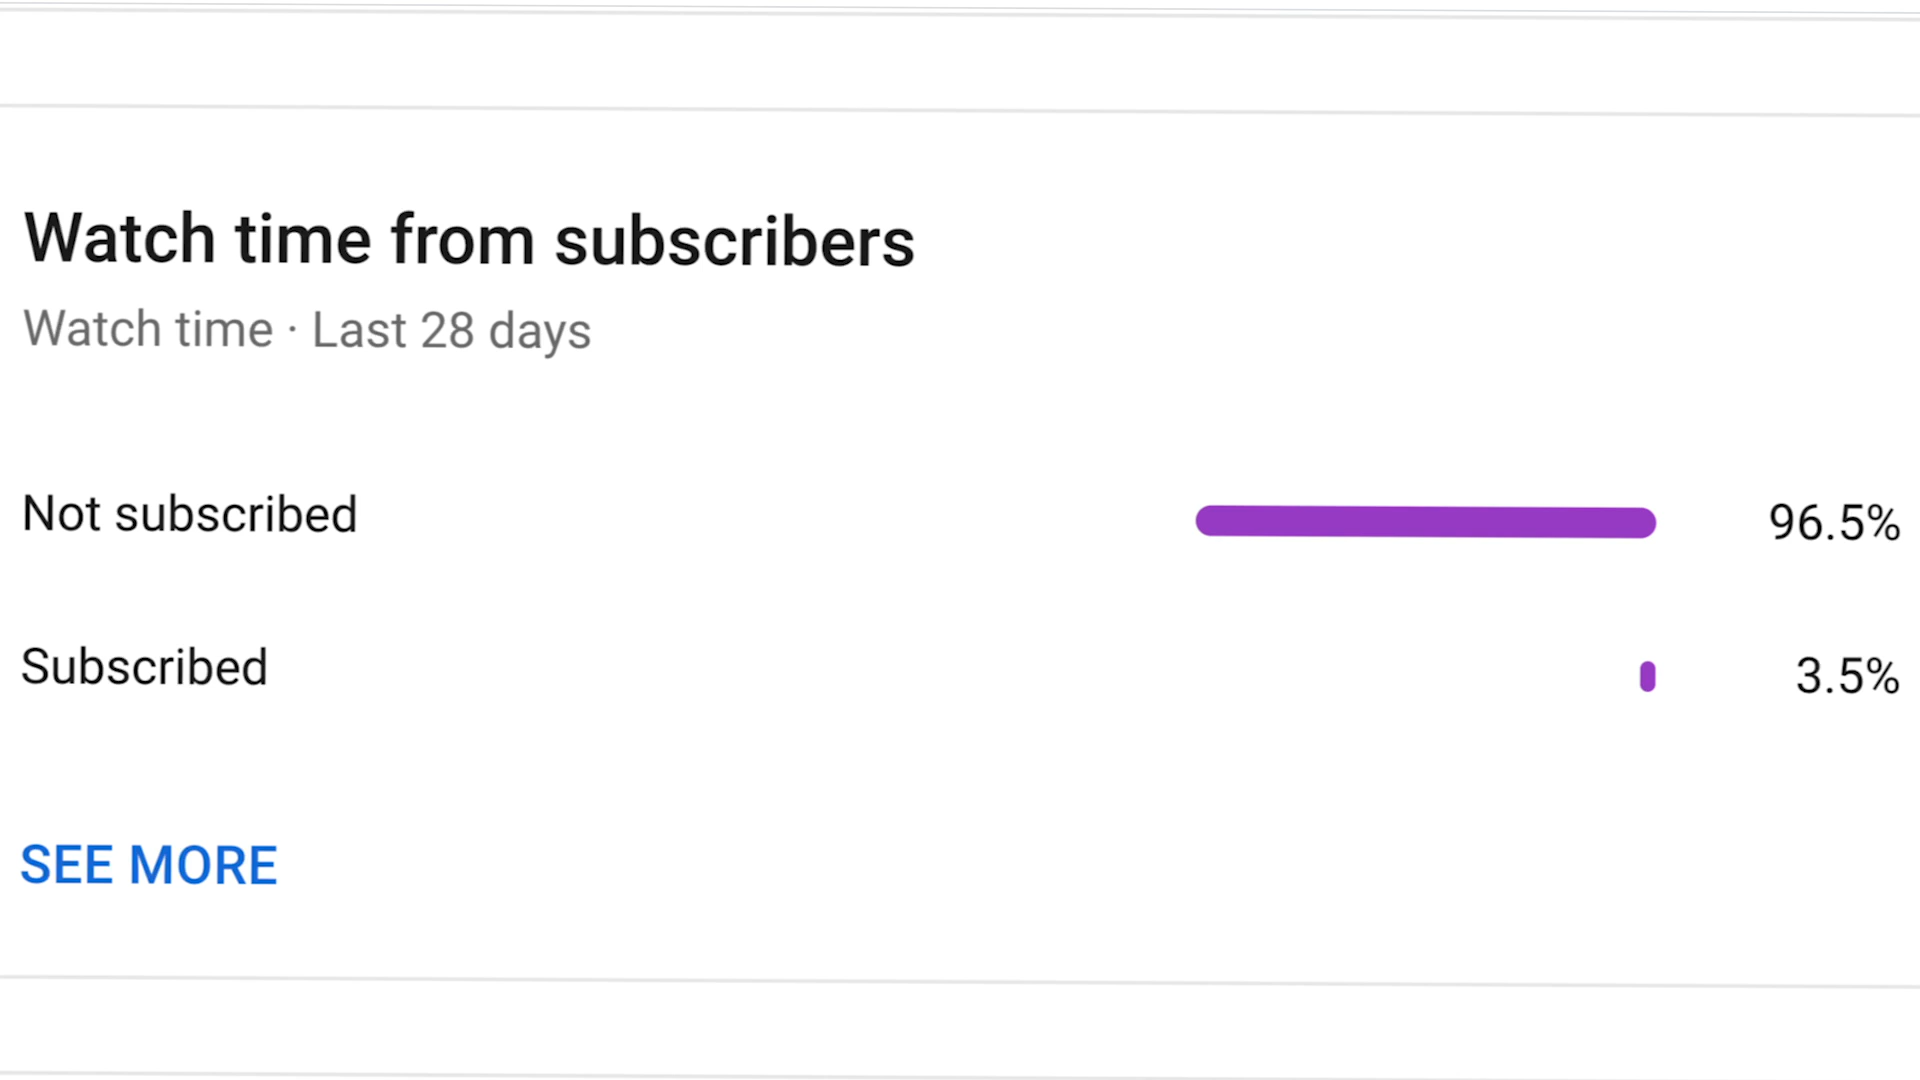 Watch time from subscribers
Watch time · Last 28 days
Not subscribed 96.5%
Subscribed 3.5%
SEE MORE